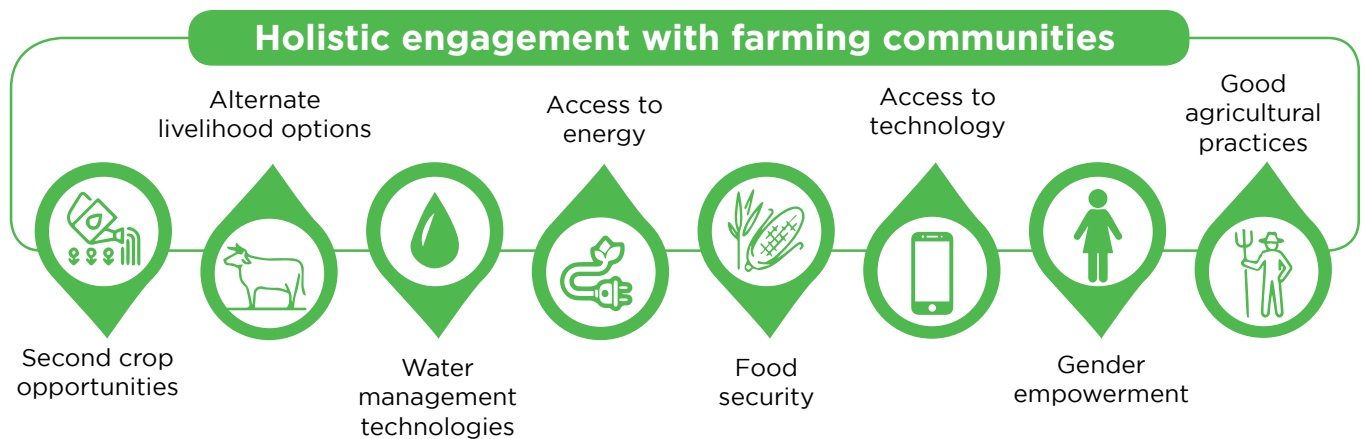 Holistic engagement with farming communities
Second crop
opportunities
Alternate
livelihood options
Water
management
technologies
Access to
energy
Food
security
Access to
technology
Gender
empowerment
Good
agricultural
practices